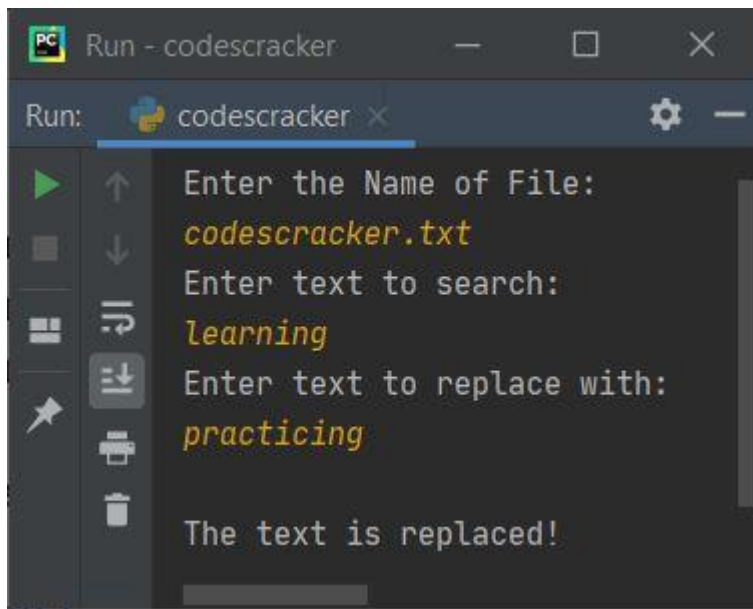 PC
Run - codescracker
Run: codescracker
Enter the Name of File:
codescracker.txt
Enter text to search:
learning
Enter text to replace with:
practicing
The text is replaced!